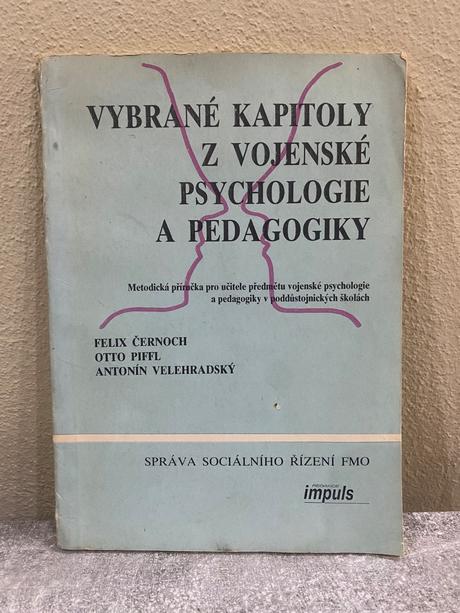 VYBRANÉ KAPITOLY
Z VOJENSKÉ
PSYCHOLOGIE
A PEDAGOGIKY
Metodická příručka pro učitele předmětu vojenské psychologie
a pedagogiky v poddůstojnických školách
FELIX ČERNOCH
OTTO PIFFL
ANTONÍN VELEHRADSKÝ
SPRÁVA SOCIÁLNÍHO ŘÍZENÍ FMO
impuls